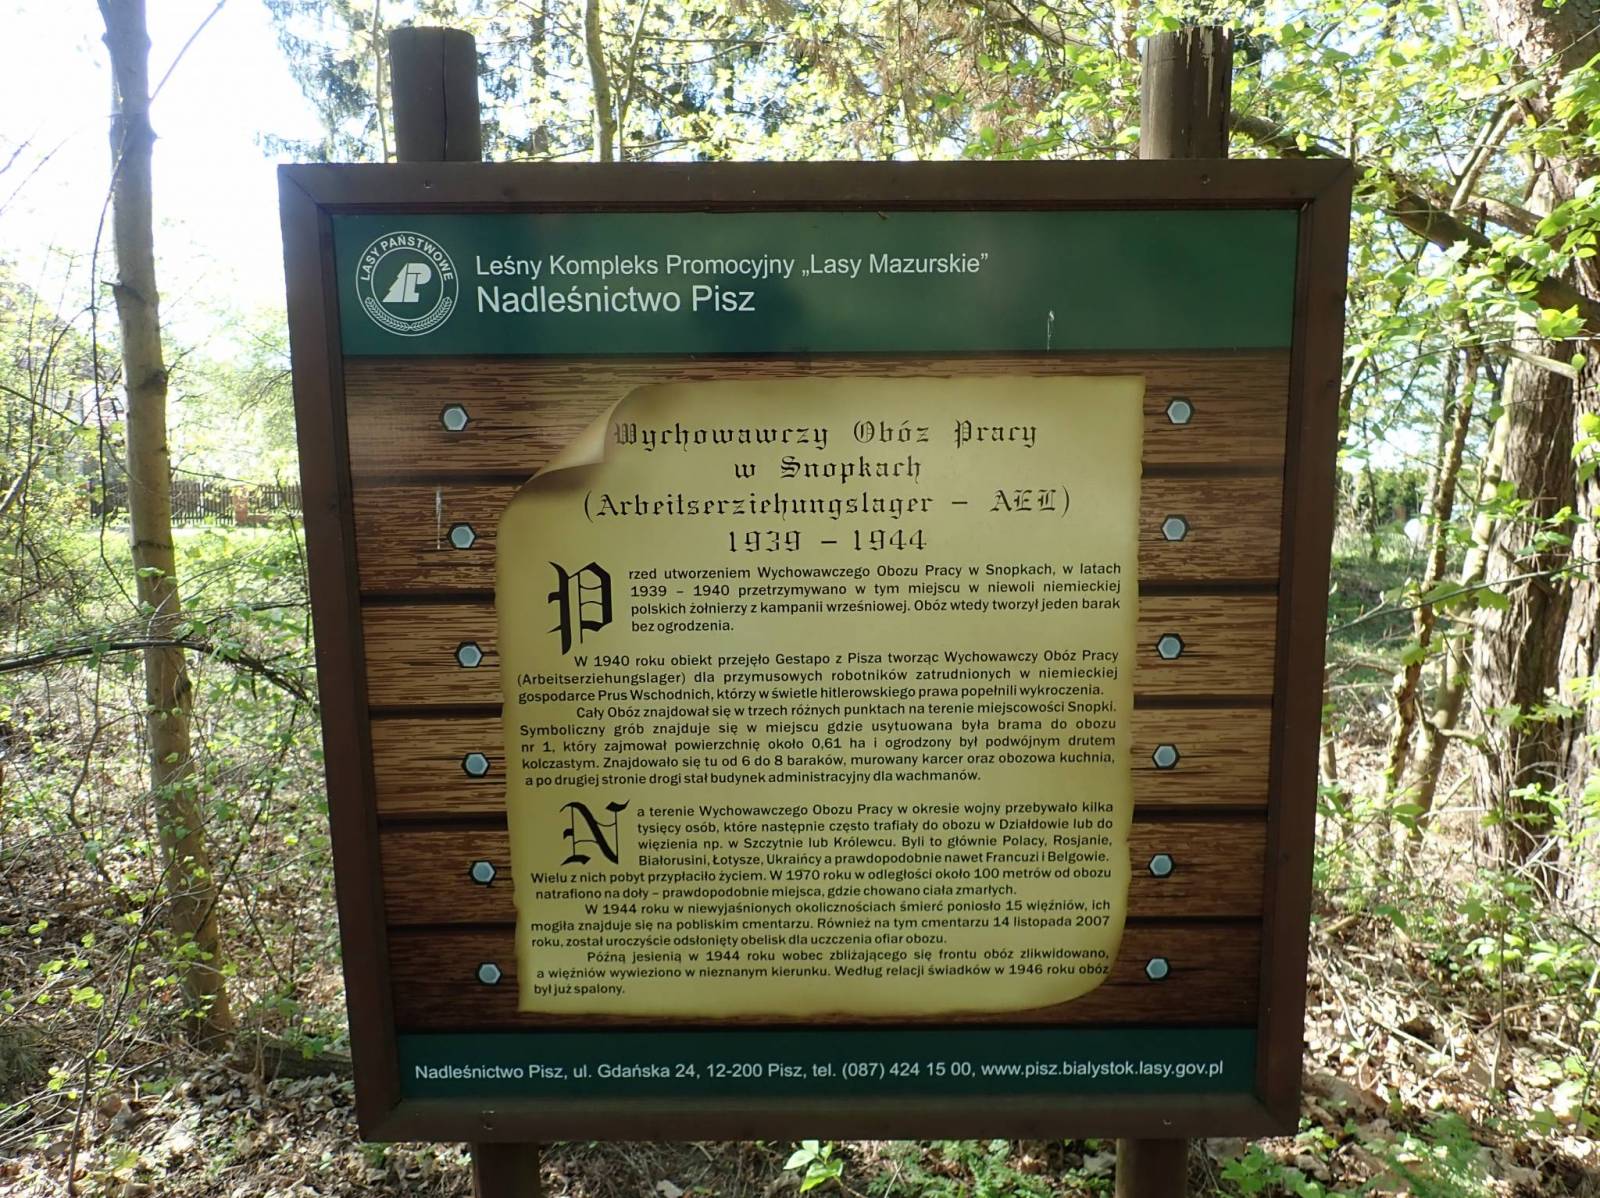 LASY PAŃSTWOWE
Leśny Kompleks Promocyjny „Lasy Mazurskie”
Nadleśnictwo Pisz
Wychowawczy Obóz Pracy
w Snopkach
(Arbeitserziehungslager – AEL)
1939 – 1944
Przed utworzeniem Wychowawczego Obozu Pracy w Snopkach, w latach
1939 – 1940 przetrzymywano w tym miejscu w niewoli niemieckiej
polskich żołnierzy z kampanii wrześniowej. Obóz wtedy tworzył jeden barak
bez ogrodzenia.
W 1940 roku obiekt przejęło Gestapo z Pisza tworząc Wychowawczy Obóz Pracy
(Arbeitserziehungslager) dla przymusowych robotników zatrudnionych w niemieckiej
gospodarce Prus Wschodnich, którzy w świetle hitlerowskiego prawa popełnili wykroczenia.
Cały Obóz znajdował się w trzech różnych punktach na terenie miejscowości Snopki.
Symboliczny grób znajduje się w miejscu gdzie usytuowana była brama do obozu
nr 1, który zajmował powierzchnię około 0,61 ha i ogrodzony był podwójnym drutem
kolczastym. Znajdowało się tu od 6 do 8 baraków, murowany karcer oraz obozowa kuchnia,
a po drugiej stronie drogi stał budynek administracyjny dla wachmanów.
Na terenie Wychowawczego Obozu Pracy w okresie wojny przebywało kilka
tysięcy osób, które następnie często trafiały do obozu w Działdowie lub do
więzienia np. w Szczytnie lub Królewcu. Byli to głównie Polacy, Rosjanie,
Białorusini, Łotysze, Ukraińcy a prawdopodobnie nawet Francuzi i Belgowie.
Wielu z nich pobyt przypłaciło życiem. W 1970 roku w odległości około 100 metrów od obozu
natrafiono na doły – prawdopodobnie miejsca, gdzie chowano ciała zmarłych.
W 1944 roku w niewyjaśnionych okolicznościach śmierć poniosło 15 więźniów, ich
mogiła znajduje się na pobliskim cmentarzu. Również na tym cmentarzu 14 listopada 2007
roku, został uroczyście odsłonięty obelisk dla uczczenia ofiar obozu.
Późną jesienią w 1944 roku wobec zbliżającego się frontu obóz zlikwidowano,
a więźniów wywieziono w nieznanym kierunku. Według relacji świadków w 1946 roku obóz
był już spalony.
Nadleśnictwo Pisz, ul. Gdańska 24, 12-200 Pisz, tel. (087) 424 15 00, www.pisz.bialystok.lasy.gov.pl